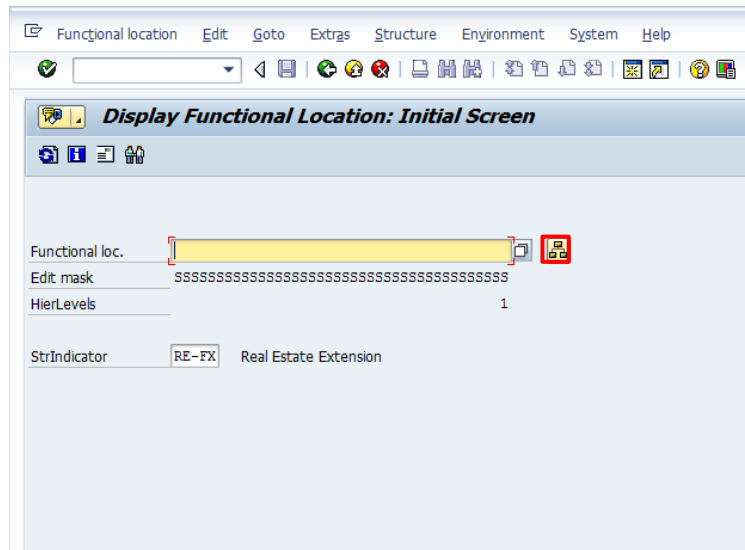 Functional location Edit Goto Extras Structure Environment System Help
Display Functional Location: Initial Screen
Functional loc.
Edit mask SSSSSSSSSSSSSSSSSSSSSSSSSSSSSSSSSSSSSSSS
HierLevels 1
StrIndicator RE-FX Real Estate Extension